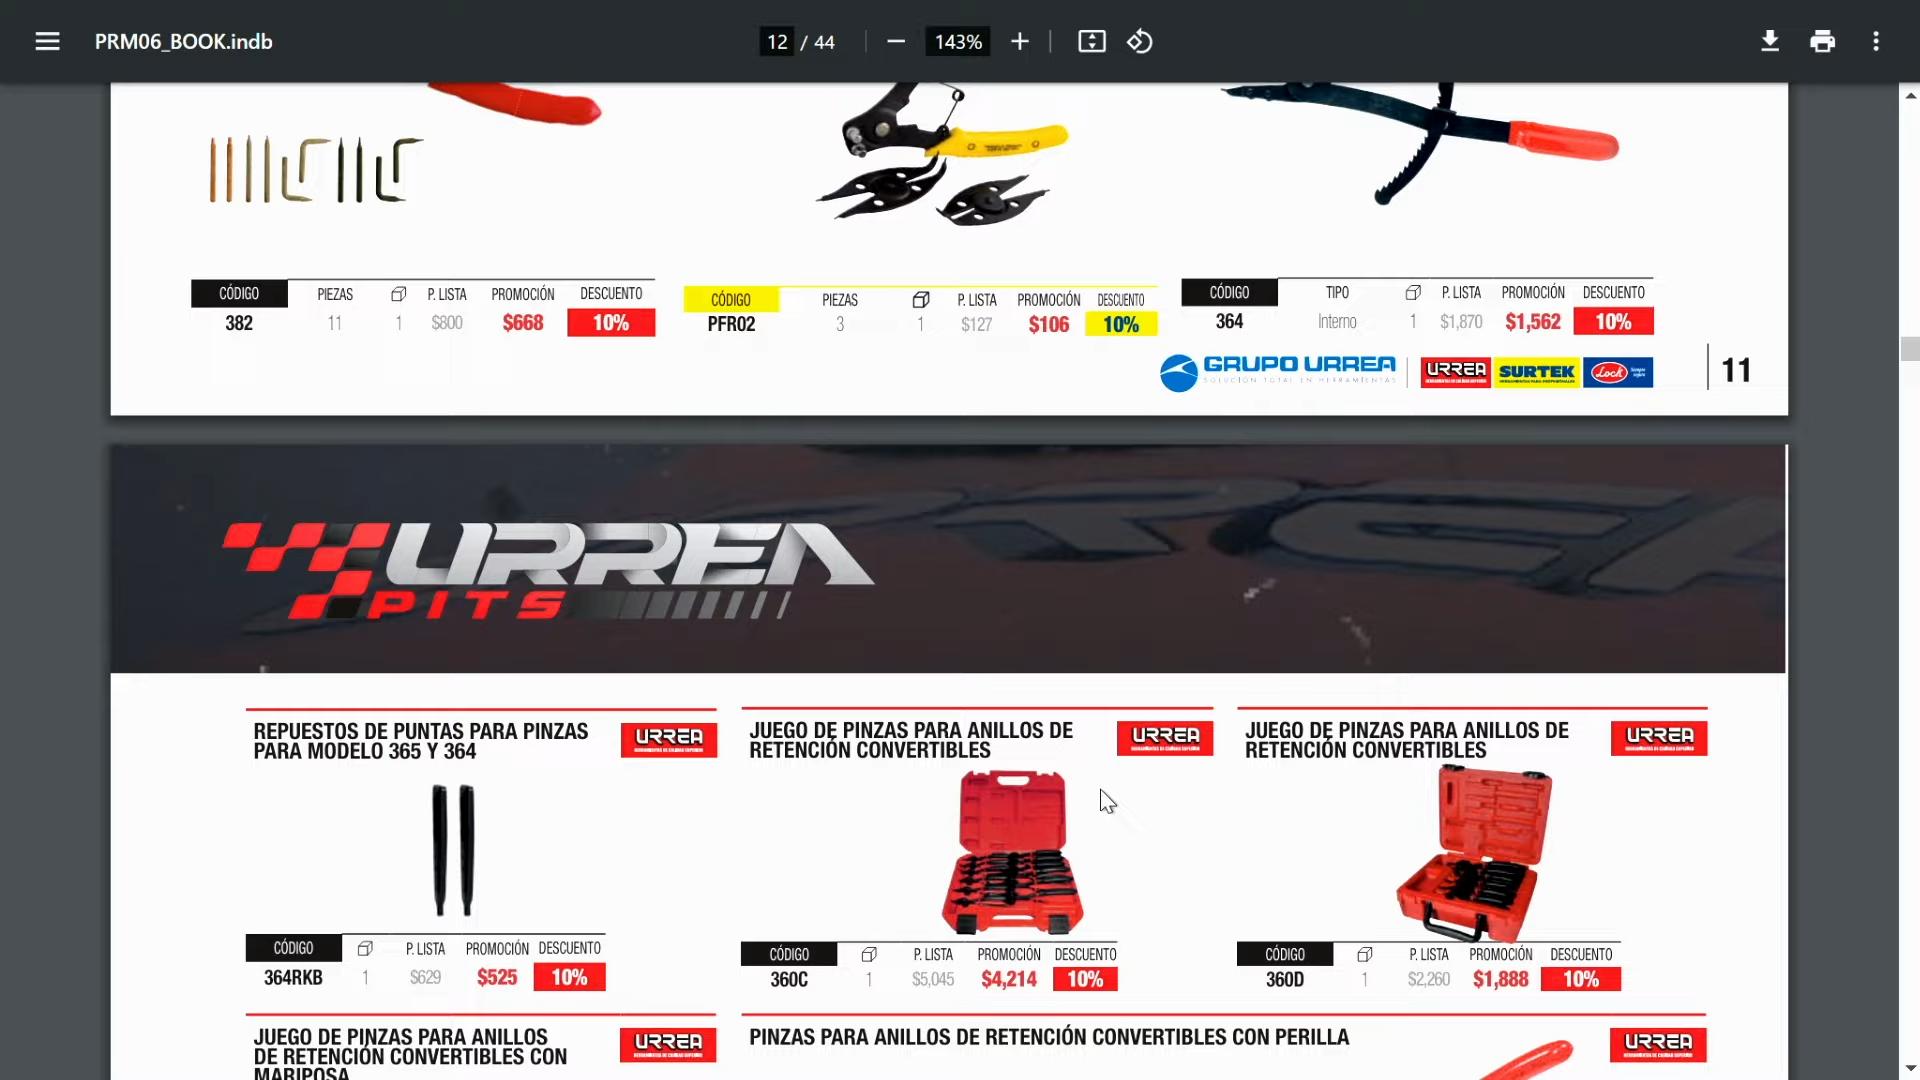 PRM06_BOOK.indb
12 / 44
143%
CÓDIGO PIEZAS P. LISTA PROMOCIÓN DESCUENTO
382 11 1 $800 $668 10%
CÓDIGO PIEZAS P. LISTA PROMOCIÓN DESCUENTO
PFR02 3 1 $127 $106 10%
CÓDIGO TIPO P. LISTA PROMOCIÓN DESCUENTO
364 Interno 1 $1,870 $1,562 10%
GRUPO URREA
SOLUCIÓN TOTAL EN HERRAMIENTAS
URREA
SURTEK
Lock
11
URREA
PITS
REPUESTOS DE PUNTAS PARA PINZAS
PARA MODELO 365 Y 364
URREA
CÓDIGO P. LISTA PROMOCIÓN DESCUENTO
364RKB 1 $629 $525 10%
JUEGO DE PINZAS PARA ANILLOS DE
RETENCIÓN CONVERTIBLES
URREA
CÓDIGO P. LISTA PROMOCIÓN DESCUENTO
360C 1 $5,045 $4,214 10%
JUEGO DE PINZAS PARA ANILLOS DE
RETENCIÓN CONVERTIBLES
URREA
CÓDIGO P. LISTA PROMOCIÓN DESCUENTO
360D 1 $2,260 $1,888 10%
JUEGO DE PINZAS PARA ANILLOS
DE RETENCIÓN CONVERTIBLES CON
MARIPOSA
URREA
PINZAS PARA ANILLOS DE RETENCIÓN CONVERTIBLES CON PERILLA
URREA